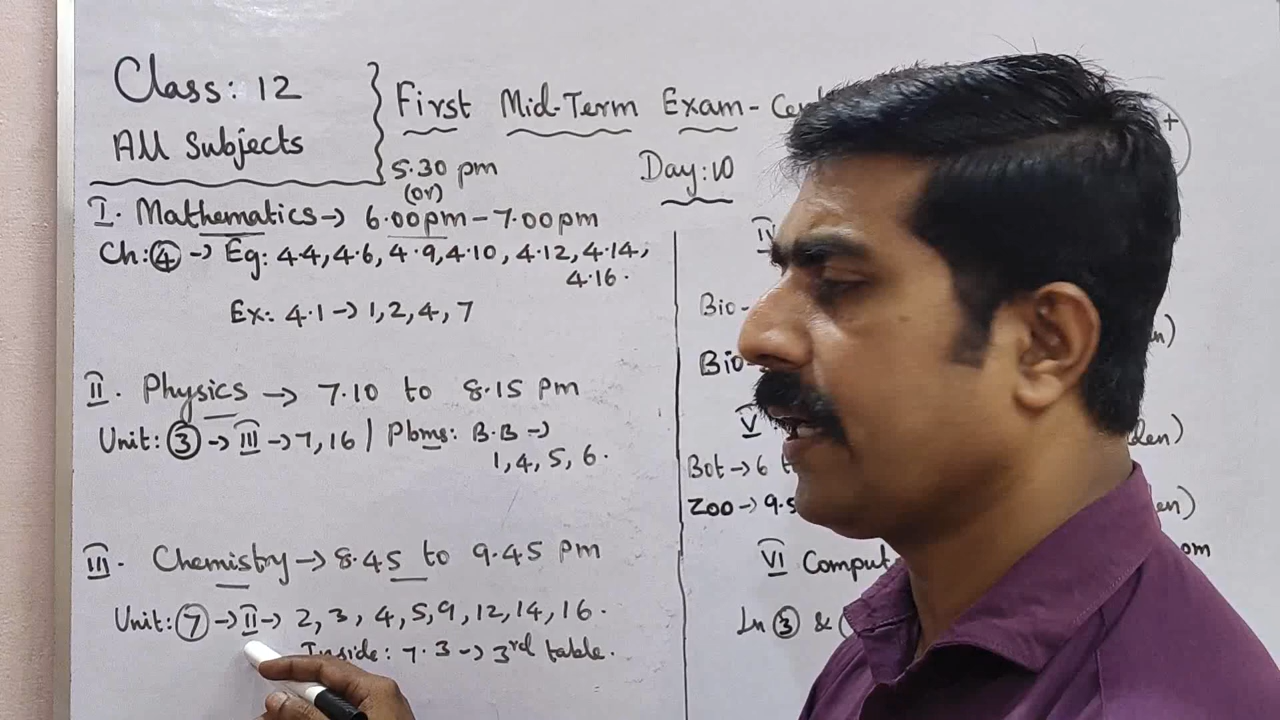 Class: 12
All Subjects
First Mid-Term Exam-
5.30 pm
(or)
Day:10
I. Mathematics → 6.00pm - 7.00pm
Ch: 4 → Eg: 4.4, 4.6, 4.9, 4.10, 4.12, 4.14,
4.16.
Ex: 4.1 → 1, 2, 4, 7
II. Physics → 7.10 to 8.15 pm
Unit: 3 → III → 7, 16 | Pbms: B.B →
1, 4, 5, 6.
III. Chemistry → 8.45 to 9.45 pm
Unit: 7 → II → 2, 3, 4, 5, 9, 12, 14, 16.
Inside: 7.3 → 3rd table.
IV
Bio-
Bio-
V
Bot → 6
Zoo → 9.5
VI
Ln 3 &